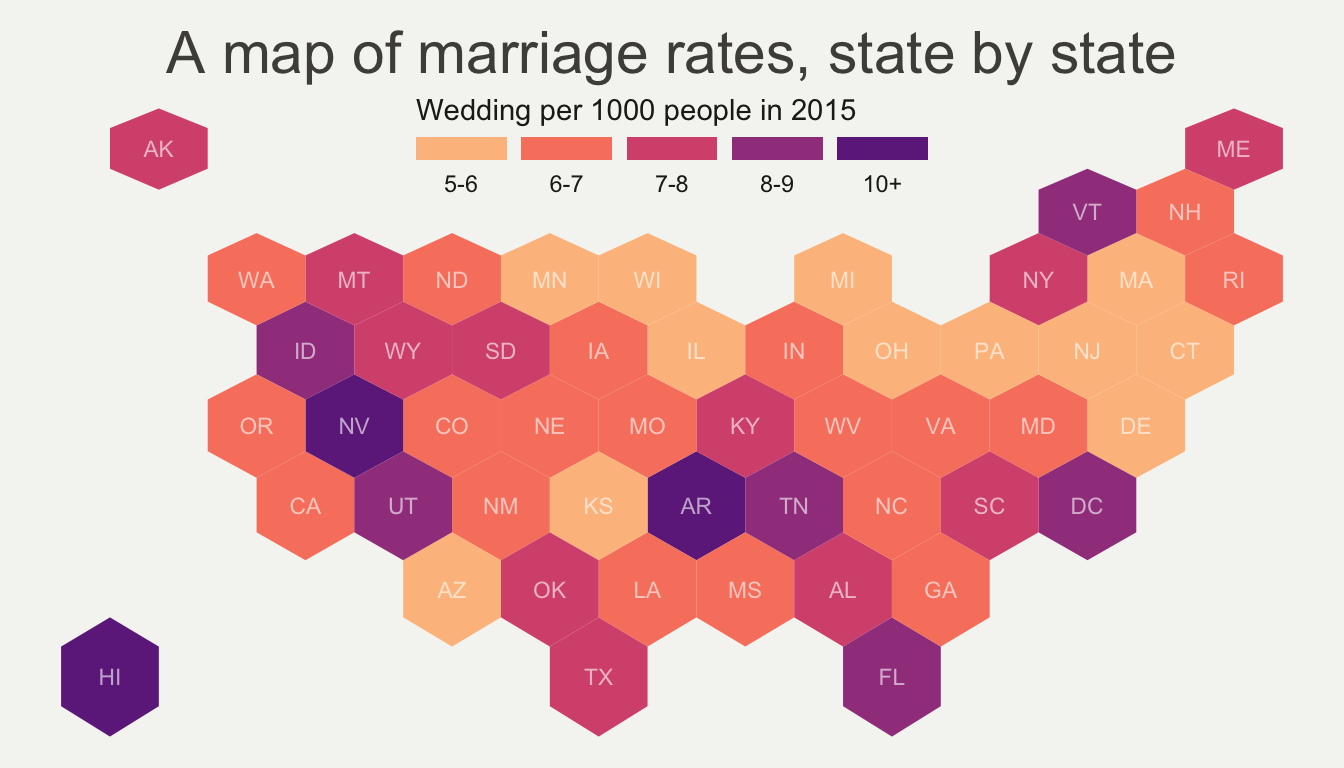 A map of marriage rates, state by state
Wedding per 1000 people in 2015
5-6 6-7 7-8 8-9 10+
AK ME
VT NH
WA MT ND MN WI MI NY MA RI
ID WY SD IA IL IN OH PA NJ CT
OR NV CO NE MO KY WV VA MD DE
CA UT NM KS AR TN NC SC DC
AZ OK LA MS AL GA
HI TX FL